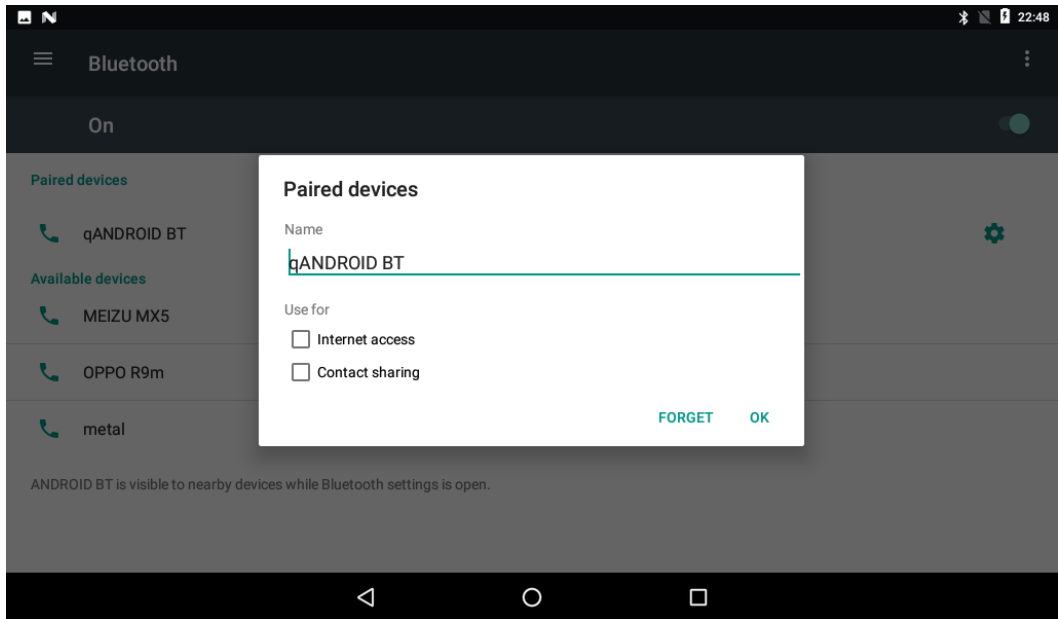 22:48
Bluetooth
On
Paired devices
qANDROID BT
Available devices
MEIZU MX5
OPPO R9m
metal
ANDROID BT is visible to nearby devices while Bluetooth settings is open.
Paired devices
Name
qANDROID BT
Use for
Internet access
Contact sharing
FORGET OK